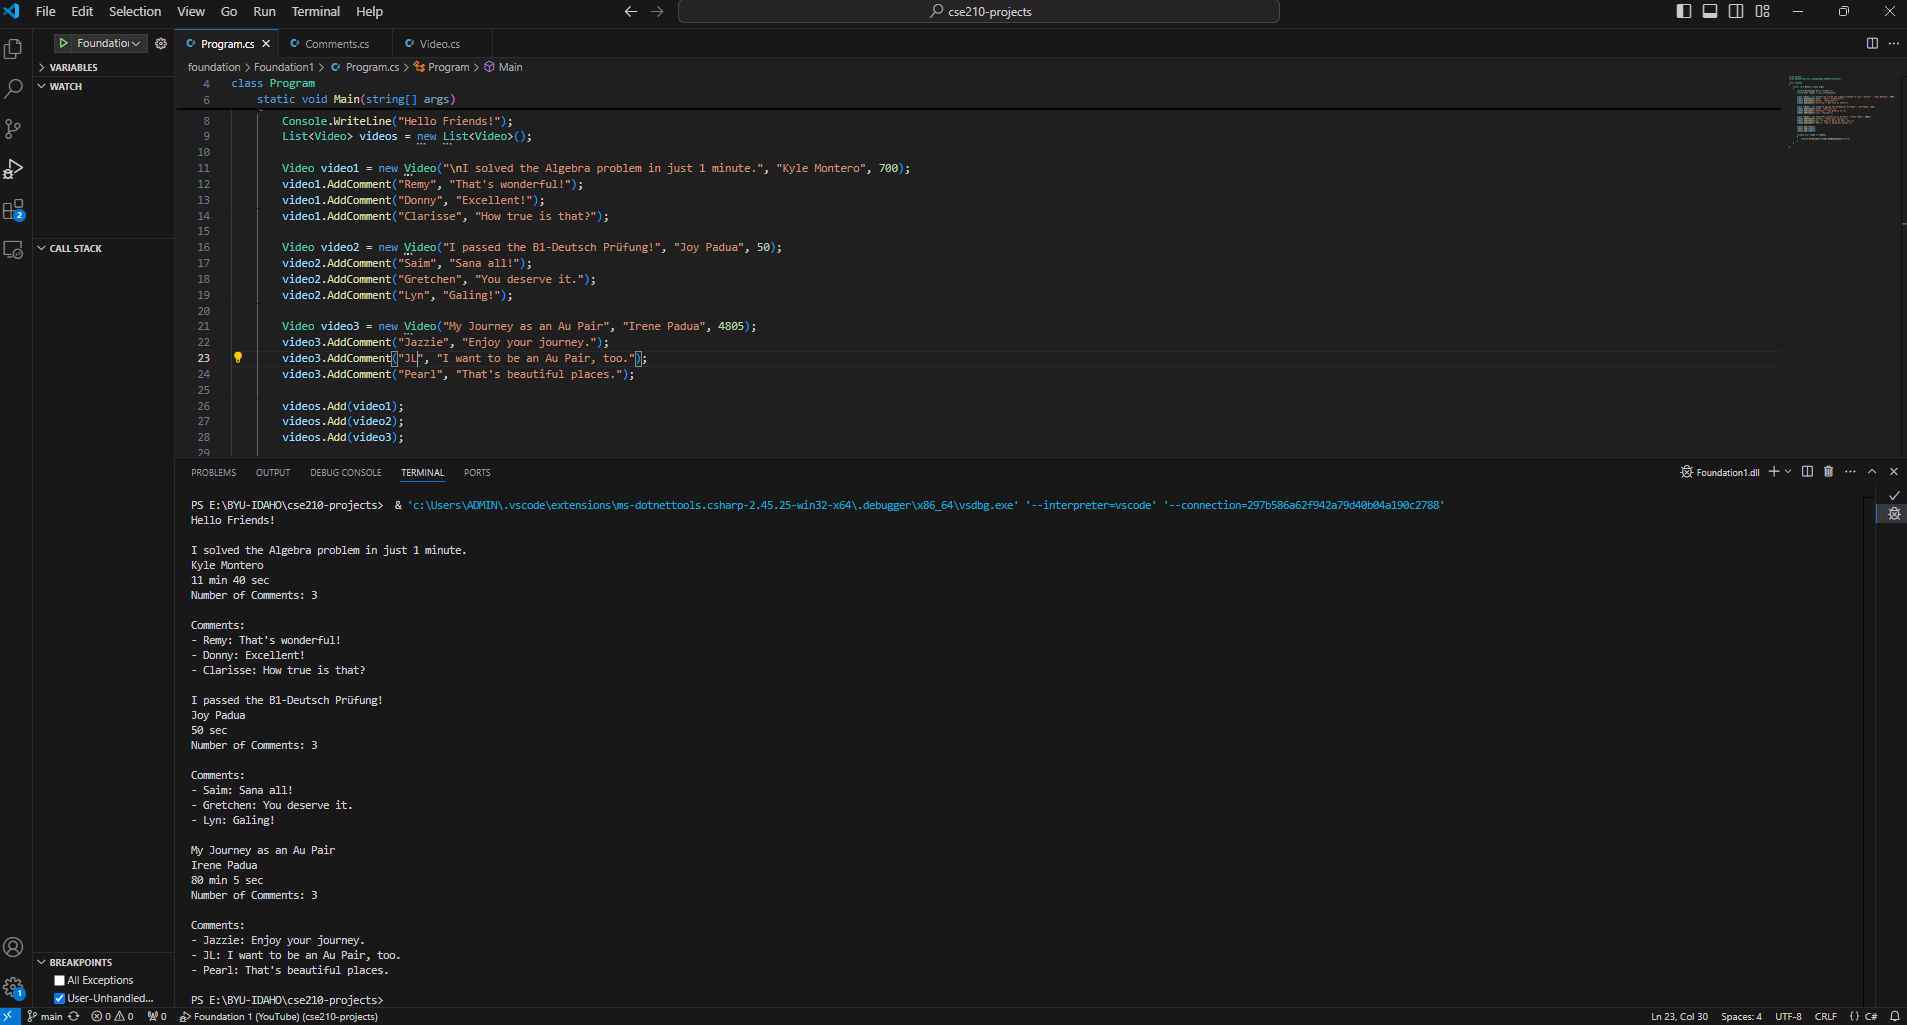 File Edit Selection View Go Run Terminal Help
cse210-projects
Foundation
Program.cs
Comments.cs
Video.cs
VARIABLES
foundation > Foundation1 > Program.cs > Program > Main
WATCH
CALL STACK
4 class Program
6 static void Main(string[] args)
8 Console.WriteLine("Hello Friends!");
9 List<Video> videos = new List<Video>();
10
11 Video video1 = new Video("\nI solved the Algebra problem in just 1 minute.", "Kyle Montero", 700);
12 video1.AddComment("Remy", "That's wonderful!");
13 video1.AddComment("Donny", "Excellent!");
14 video1.AddComment("Clarisse", "How true is that?");
15
16 Video video2 = new Video("I passed the B1-Deutsch Prüfung!", "Joy Padua", 50);
17 video2.AddComment("Saim", "Sana all!");
18 video2.AddComment("Gretchen", "You deserve it.");
19 video2.AddComment("Lyn", "Galing!");
20
21 Video video3 = new Video("My Journey as an Au Pair", "Irene Padua", 4805);
22 video3.AddComment("Jazzie", "Enjoy your journey.");
23 video3.AddComment("JL", "I want to be an Au Pair, too.");
24 video3.AddComment("Pearl", "That's beautiful places.");
25
26 videos.Add(video1);
27 videos.Add(video2);
28 videos.Add(video3);
29
PROBLEMS OUTPUT DEBUG CONSOLE TERMINAL PORTS
Foundation1.dll
PS E:\BYU-IDAHO\cse210-projects> & 'c:\Users\ADMIN\.vscode\extensions\ms-dotnettools.csharp-2.45.25-win32-x64\.debugger\x86_64\vsdbg.exe' '--interpreter=vscode' '--connection=297b586a62f942a79d40b04a190c2788'
Hello Friends!
I solved the Algebra problem in just 1 minute.
Kyle Montero
11 min 40 sec
Number of Comments: 3
Comments:
- Remy: That's wonderful!
- Donny: Excellent!
- Clarisse: How true is that?
I passed the B1-Deutsch Prüfung!
Joy Padua
50 sec
Number of Comments: 3
Comments:
- Saim: Sana all!
- Gretchen: You deserve it.
- Lyn: Galing!
My Journey as an Au Pair
Irene Padua
80 min 5 sec
Number of Comments: 3
Comments:
- Jazzie: Enjoy your journey.
- JL: I want to be an Au Pair, too.
- Pearl: That's beautiful places.
PS E:\BYU-IDAHO\cse210-projects>
2
1
BREAKPOINTS
All Exceptions
User-Unhandled...
main 0 0 0 Foundation 1 (YouTube) (cse210-projects)
Ln 23, Col 30 Spaces: 4 UTF-8 CRLF {} C#